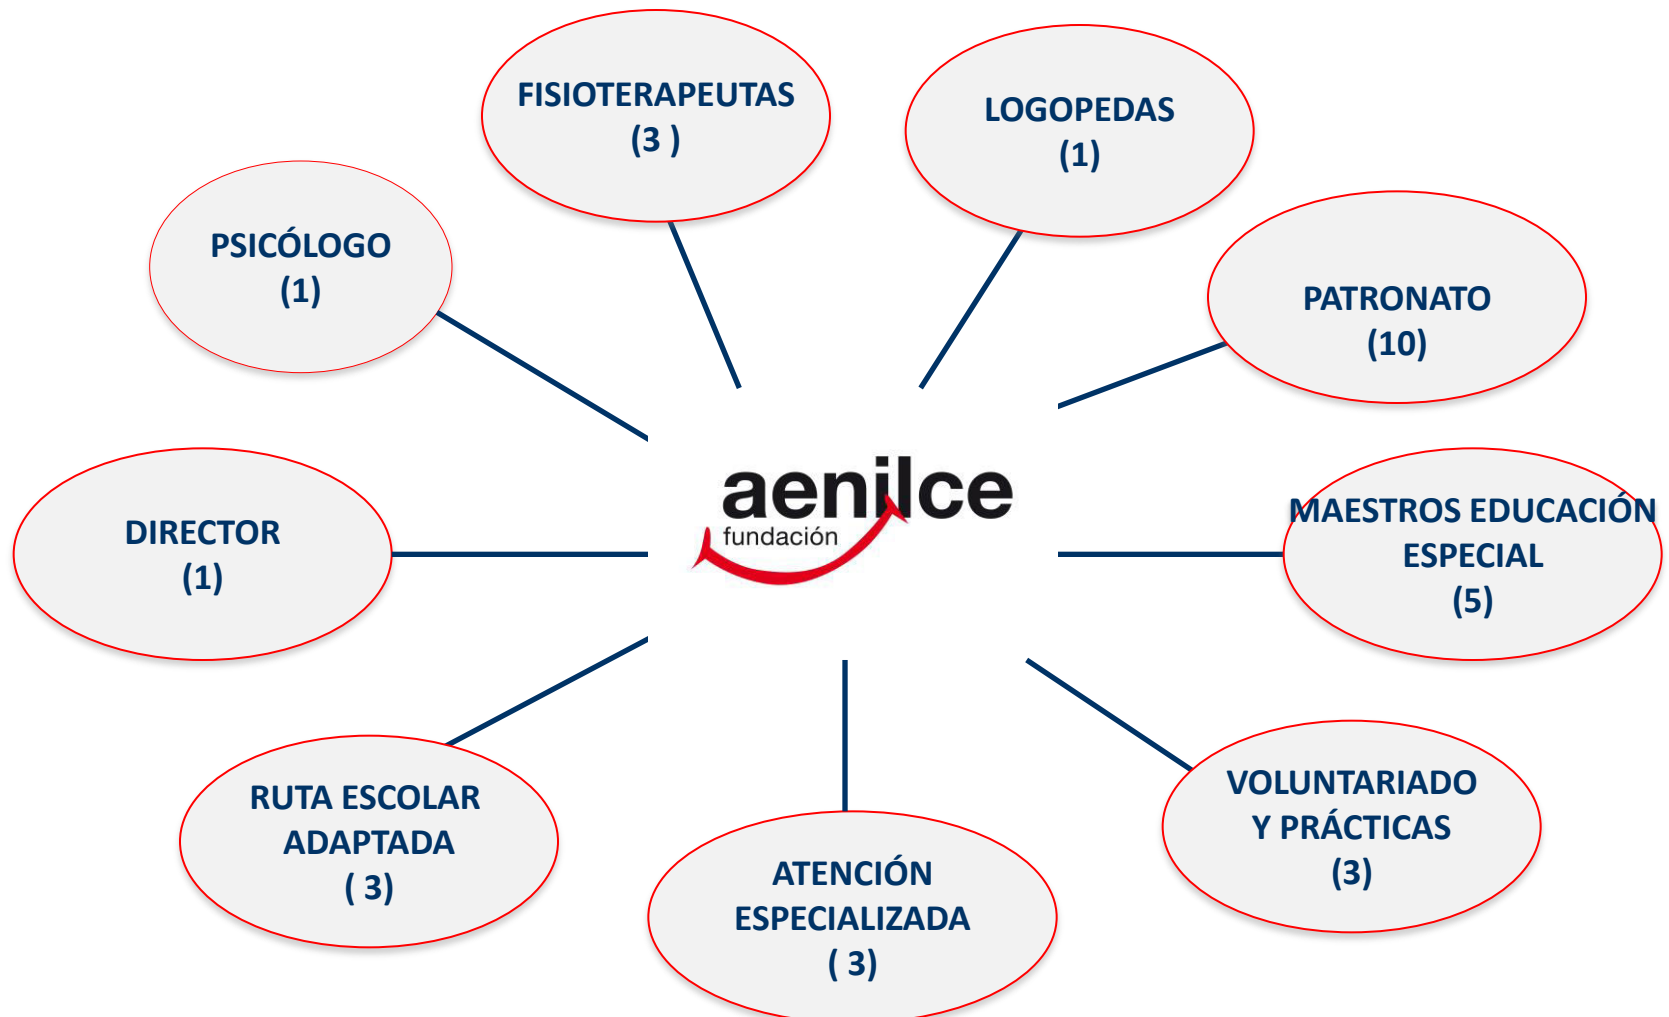 FISIOTERAPEUTAS
(3 )
LOGOPEDAS
(1)
PSICÓLOGO
(1)
PATRONATO
(10)
aenilce
fundación
DIRECTOR
(1)
MAESTROS EDUCACIÓN
ESPECIAL
(5)
RUTA ESCOLAR
ADAPTADA
( 3)
ATENCIÓN
ESPECIALIZADA
( 3)
VOLUNTARIADO
Y PRÁCTICAS
(3)